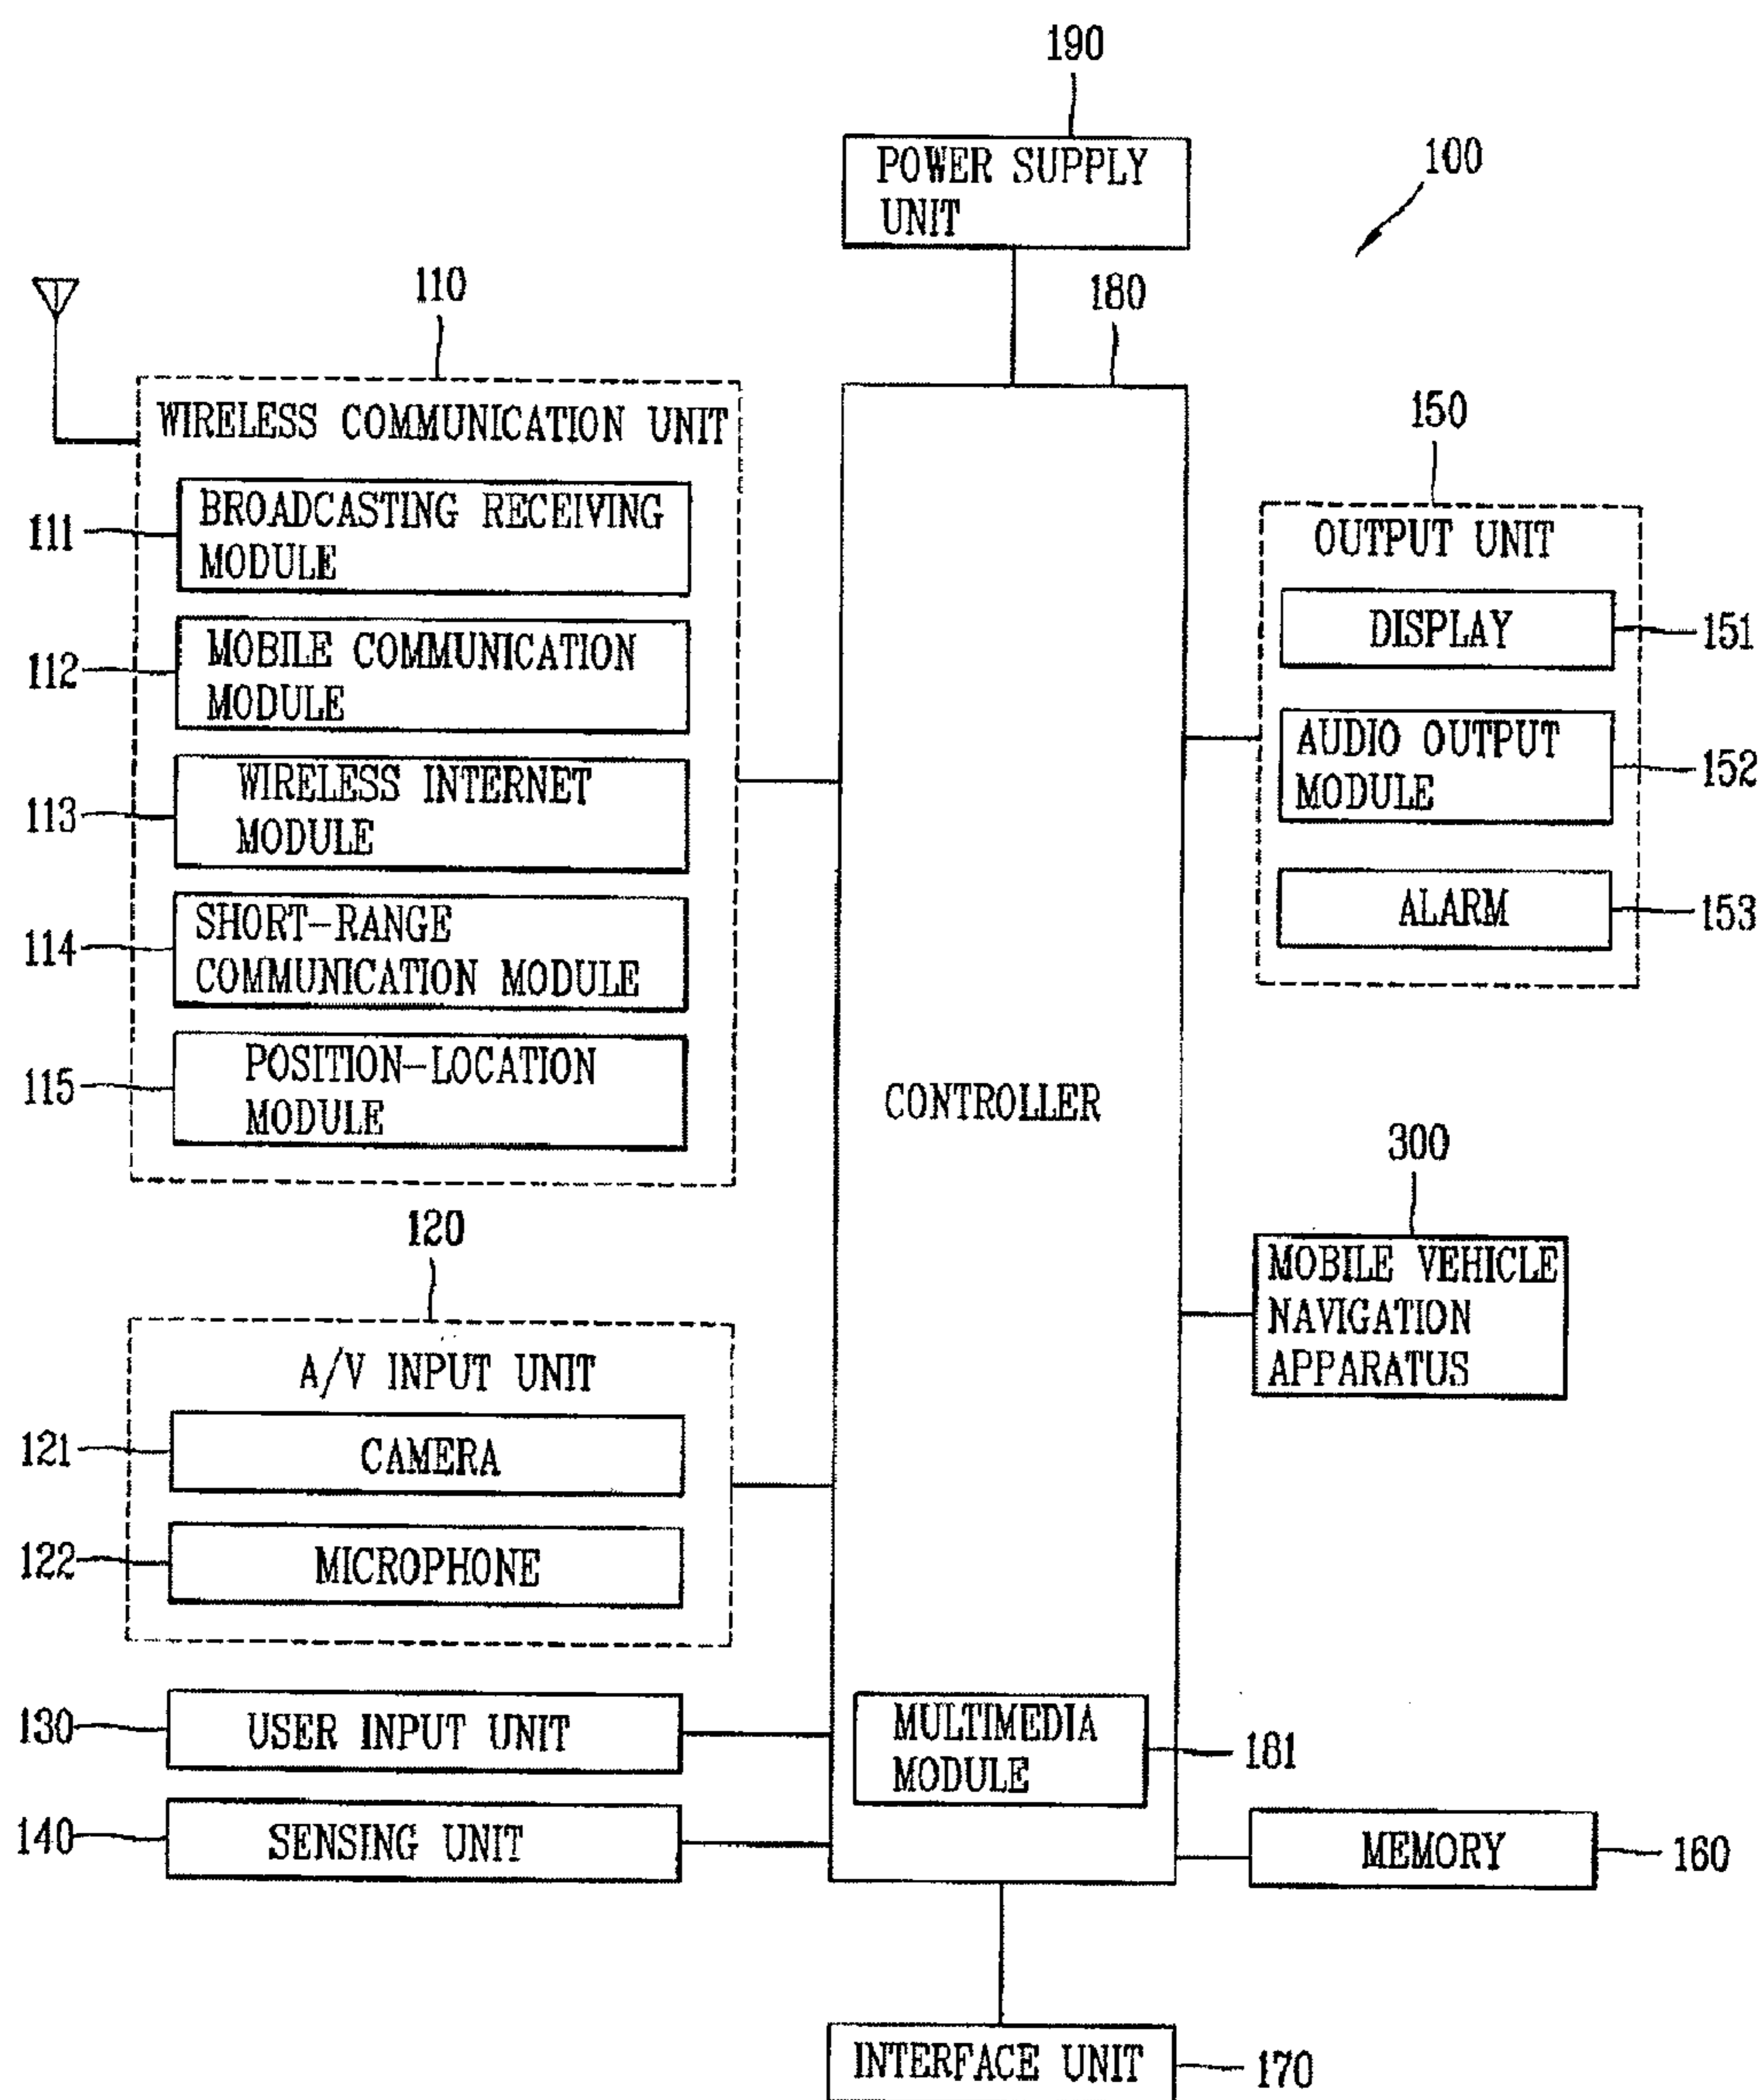 190
POWER SUPPLY
UNIT
100
110
180
WIRELESS COMMUNICATION UNIT
111
BROADCASTING RECEIVING
MODULE
112
MOBILE COMMUNICATION
MODULE
113
WIRELESS INTERNET
MODULE
114
SHORT-RANGE
COMMUNICATION MODULE
115
POSITION-LOCATION
MODULE
150
OUTPUT UNIT
DISPLAY
151
AUDIO OUTPUT
MODULE
152
ALARM
153
CONTROLLER
300
MOBILE VEHICLE
NAVIGATION
APPARATUS
120
A/V INPUT UNIT
121
CAMERA
122
MICROPHONE
130
USER INPUT UNIT
140
SENSING UNIT
MULTIMEDIA
MODULE
181
MEMORY
160
INTERFACE UNIT
170